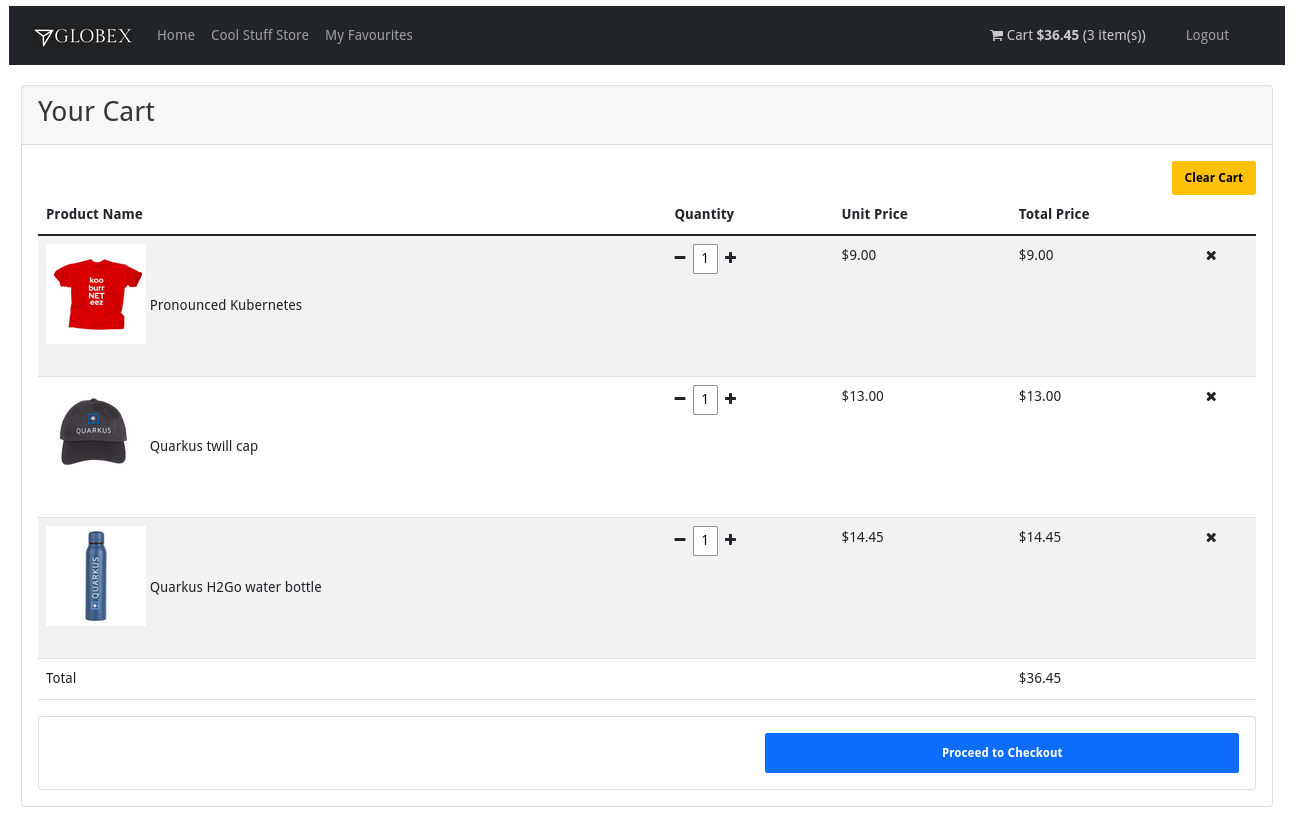 GLOBEX Home Cool Stuff Store My Favourites Cart $36.45 (3 item(s)) Logout
Your Cart
Clear Cart
Product Name Quantity Unit Price Total Price
koo
burr
NET
eez
Pronounced Kubernetes 1 $9.00 $9.00
QUARKUS
Quarkus twill cap 1 $13.00 $13.00
QUARKUS
Quarkus H2Go water bottle 1 $14.45 $14.45
Total $36.45
Proceed to Checkout